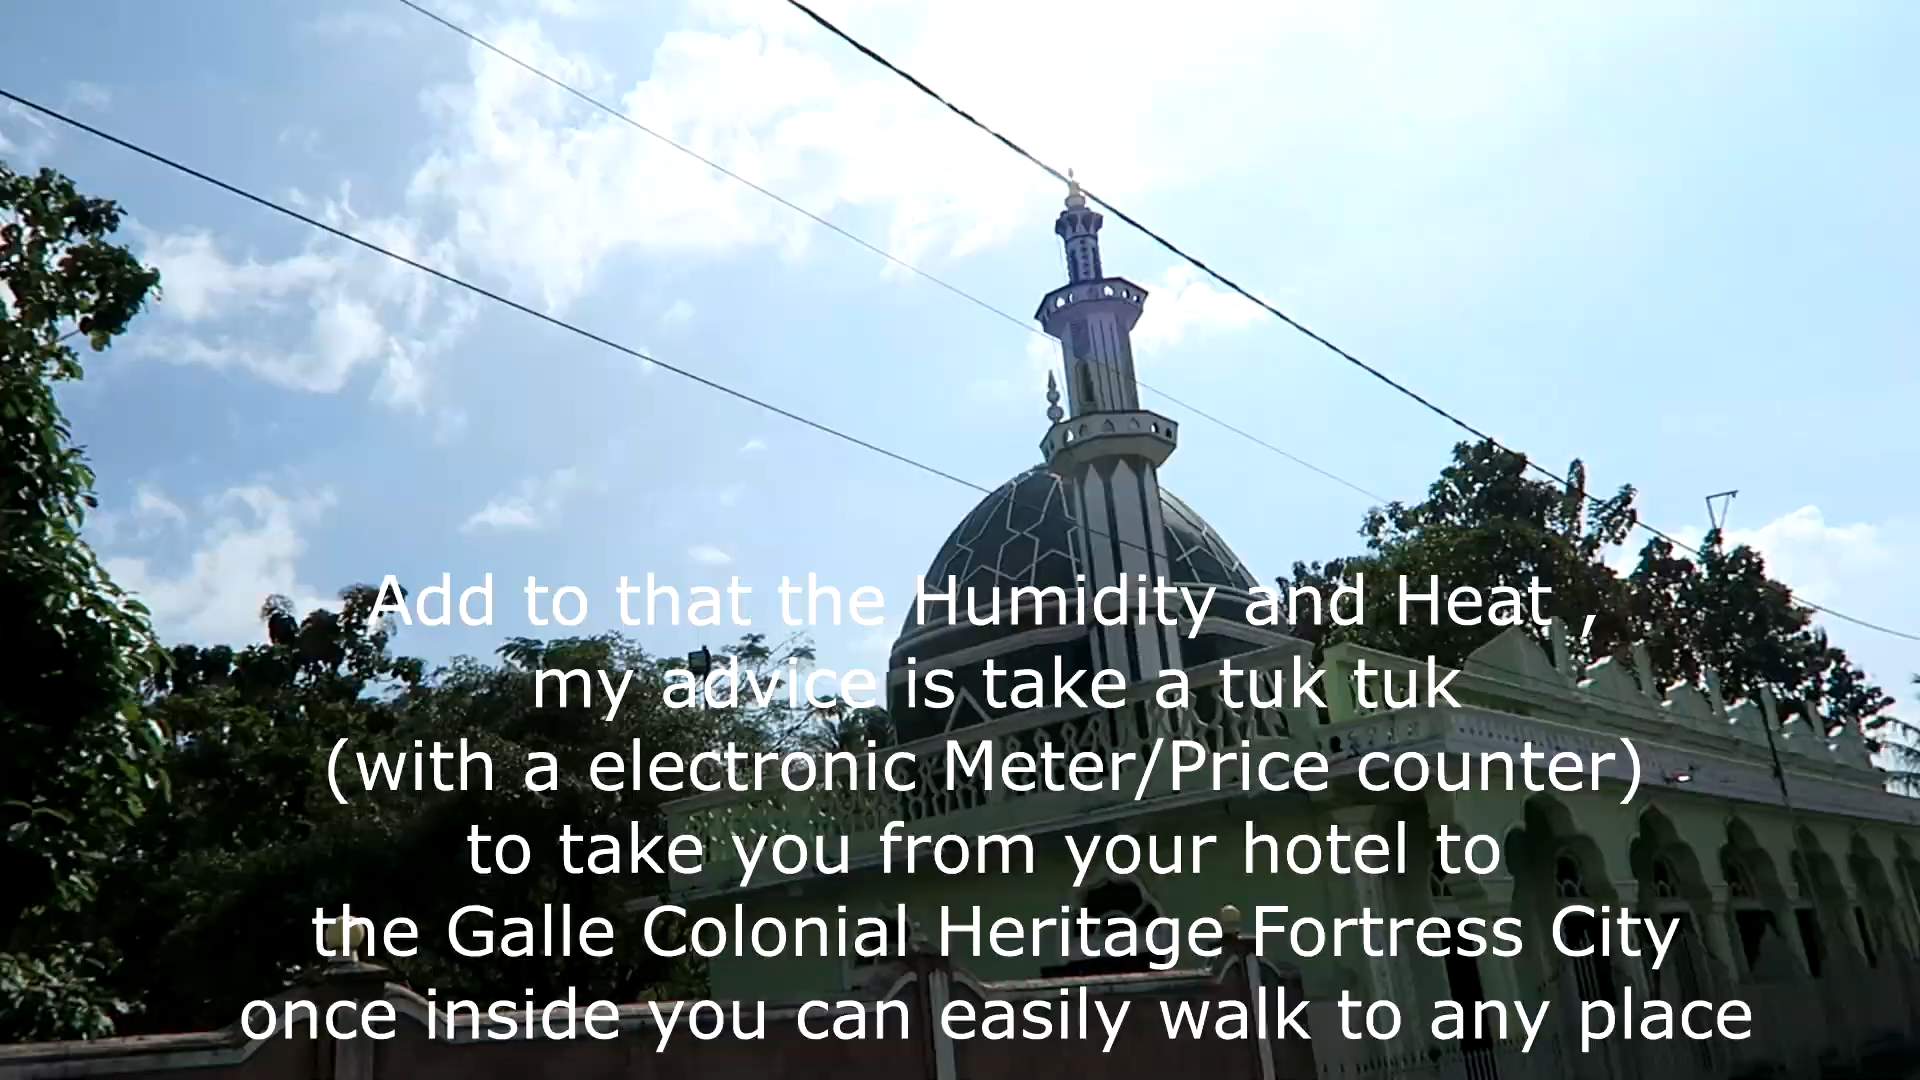 Add to that the Humidity and Heat ,
my advice is take a tuk tuk
(with a electronic Meter/Price counter)
to take you from your hotel to
the Galle Colonial Heritage Fortress City
once inside you can easily walk to any place